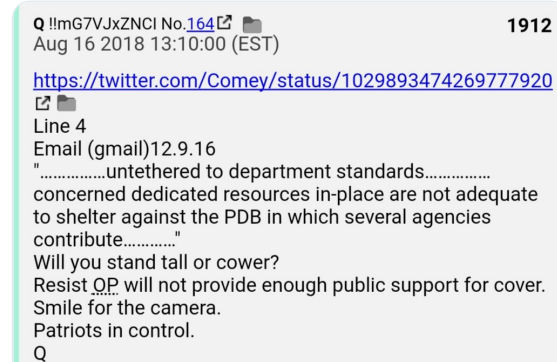 Q !!mG7VJxZNCI No.164 1912
Aug 16 2018 13:10:00 (EST)
https://twitter.com/Comey/status/1029893474269777920
Line 4
Email (gmail)12.9.16
"……………untethered to department standards……………
concerned dedicated resources in-place are not adequate
to shelter against the PDB in which several agencies
contribute…………"
Will you stand tall or cower?
Resist OP will not provide enough public support for cover.
Smile for the camera.
Patriots in control.
Q